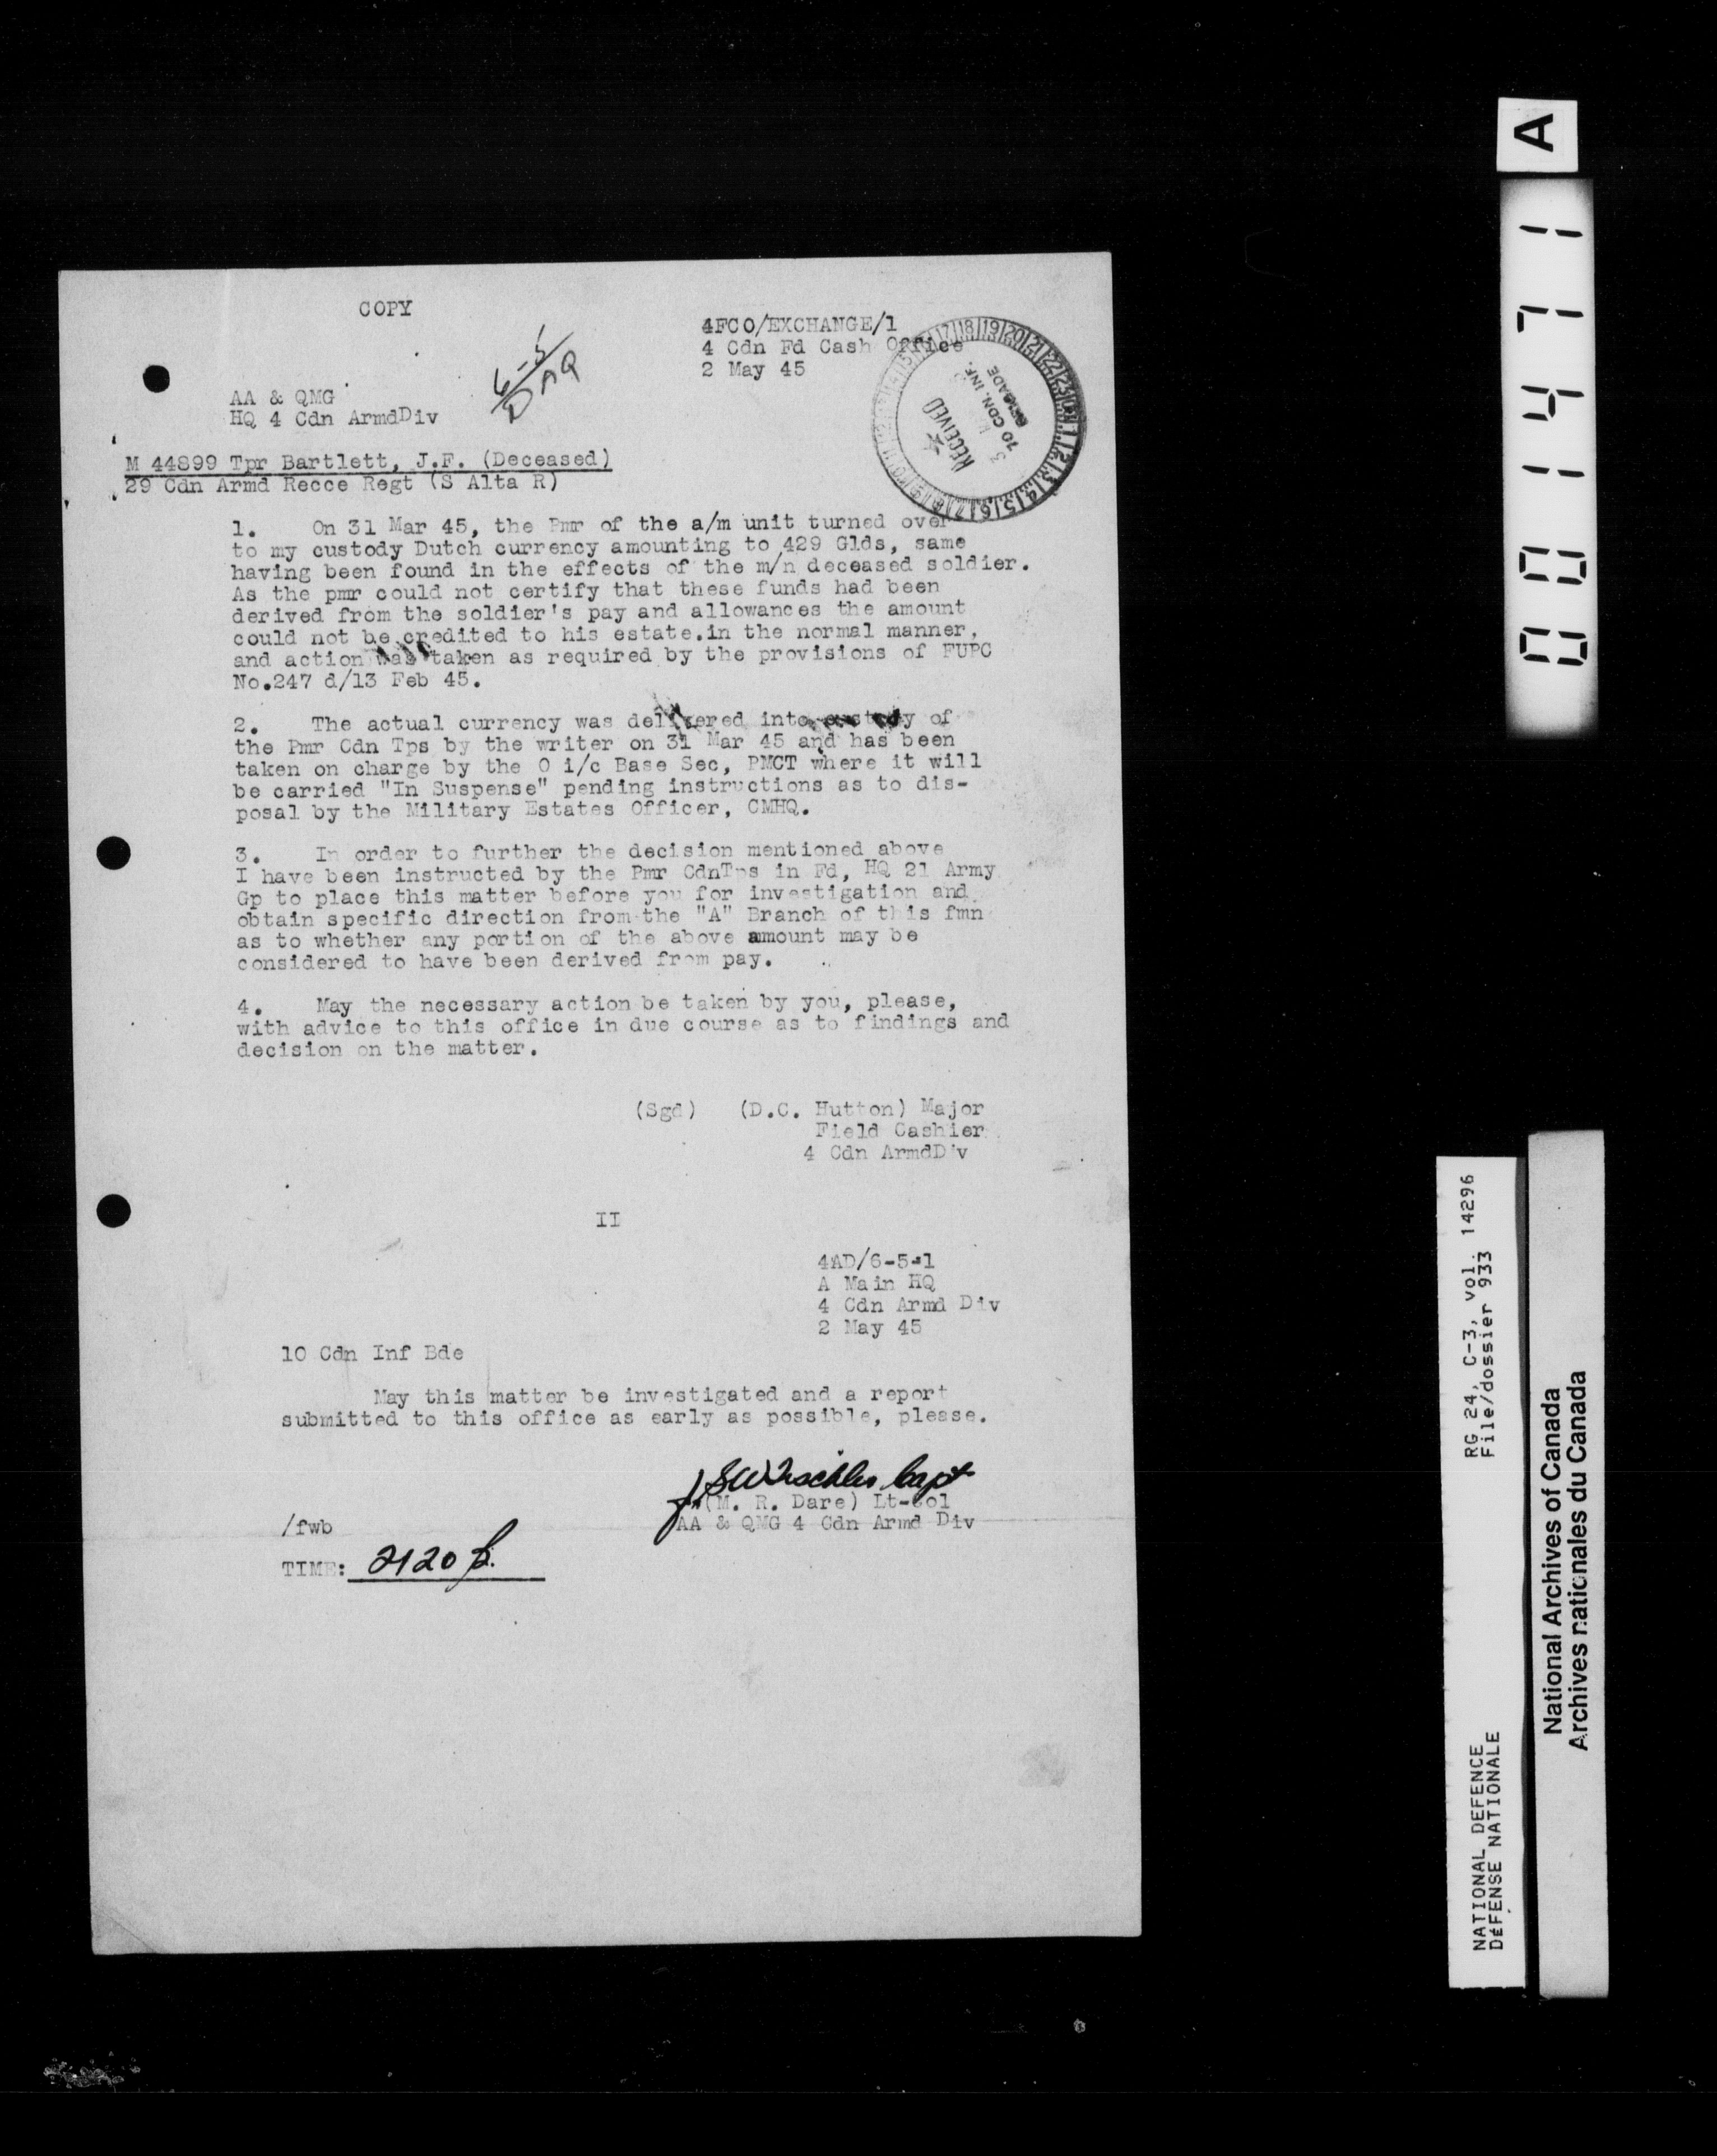 COPY
4FCO/EXCHANGE/1
4 Cdn Fd Cash Office
2 May 45
6-5
DAQ
RECEIVED
10 CDN. INF.
BRIGADE
AA & QMG
HQ 4 Cdn ArmdDiv
M 44899 Tpr Bartlett, J.F. (Deceased)
29 Cdn Armd Recce Regt (S Alta R)
1. On 31 Mar 45, the Pmr of the a/m unit turned over
to my custody Dutch currency amounting to 429 Glds, same
having been found in the effects of the m/n deceased soldier.
As the pmr could not certify that these funds had been
derived from the soldier's pay and allowances the amount
could not be credited to his estate.in the normal manner,
and action was taken as required by the provisions of FUPC
No.247 d/13 Feb 45.
2. The actual currency was delivered into custody of
the Pmr Cdn Tps by the writer on 31 Mar 45 and has been
taken on charge by the O i/c Base Sec, PMCT where it will
be carried "In Suspense" pending instructions as to dis-
posal by the Military Estates Officer, CMHQ.
3. In order to further the decision mentioned above
I have been instructed by the Pmr CdnTps in Fd, HQ 21 Army
Gp to place this matter before you for investigation and
obtain specific direction from the "A" Branch of this fmn
as to whether any portion of the above amount may be
considered to have been derived from pay.
4. May the necessary action be taken by you, please,
with advice to this office in due course as to findings and
decision on the matter.
(Sgd) (D.C. Hutton) Major
Field Cashier
4 Cdn ArmdDiv
II
4AD/6-5-1
A Main HQ
4 Cdn Armd Div
2 May 45
10 Cdn Inf Bde
May this matter be investigated and a report
submitted to this office as early as possible, please.
Capt
(M. R. Dare) Lt-Col
AA & QMG 4 Cdn Armd Div
/fwb
TIME: 2120
A
001471
RG 24, C-3, vol. 14296
File/dossier 933
NATIONAL DEFENCE
DÉFENSE NATIONALE
National Archives of Canada
Archives nationales du Canada